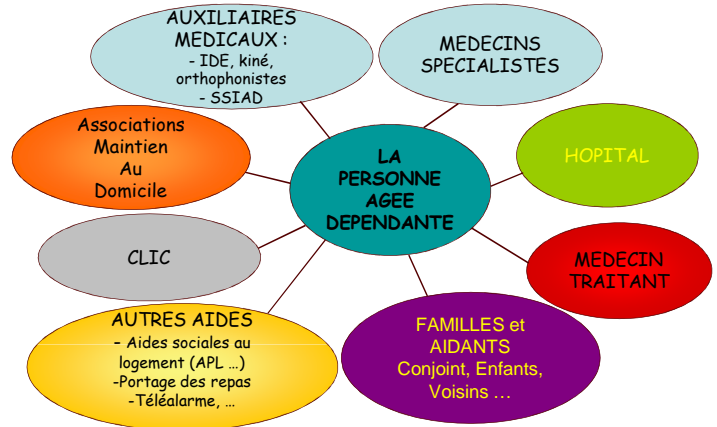 AUXILIAIRES
MEDICAUX :
- IDE, kiné,
orthophonistes
- SSIAD
MEDECINS
SPECIALISTES
Associations
Maintien
Au
Domicile
LA
PERSONNE
AGEE
DEPENDANTE
HOPITAL
CLIC
MEDECIN
TRAITANT
AUTRES AIDES
- Aides sociales au
logement (APL ...)
-Portage des repas
-Téléalarme, ...
FAMILLES et
AIDANTS
Conjoint, Enfants,
Voisins ...